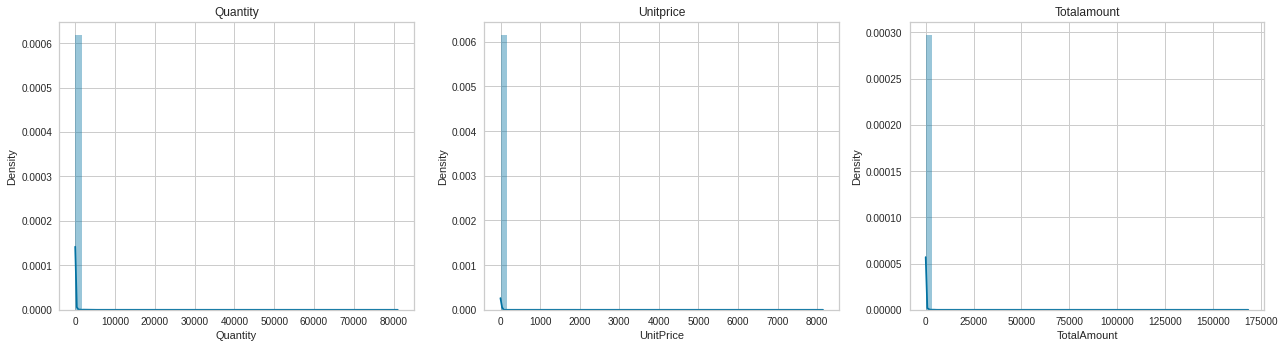 Quantity
0.0006
0.0005
0.0004
0.0003
0.0002
0.0001
0.0000
Density
0 10000 20000 30000 40000 50000 60000 70000 80000
Quantity
Unitprice
0.006
0.005
0.004
0.003
0.002
0.001
0.000
Density
0 1000 2000 3000 4000 5000 6000 7000 8000
UnitPrice
Totalamount
0.00030
0.00025
0.00020
0.00015
0.00010
0.00005
0.00000
Density
0 25000 50000 75000 100000 125000 150000 175000
TotalAmount